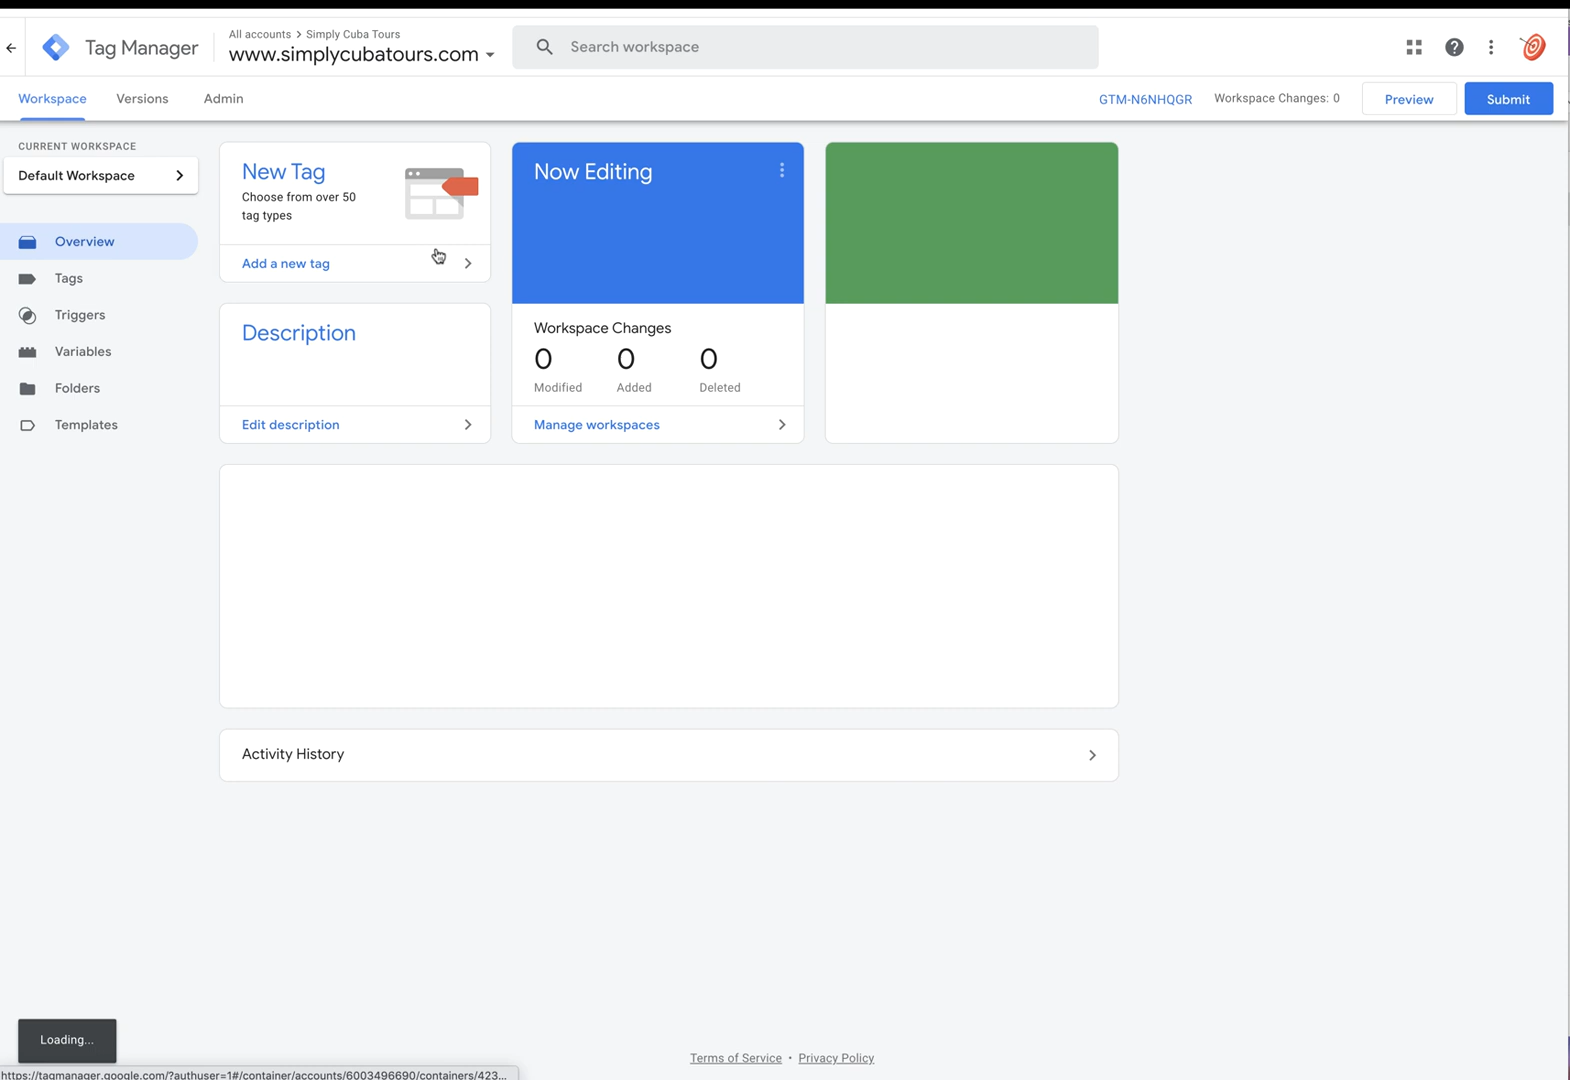 All accounts > Simply Cuba Tours
Tag Manager
www.simplycubatours.com
Search workspace
Workspace
Versions
Admin
GTM-N6NHQGR
Workspace Changes: 0
Preview
Submit
CURRENT WORKSPACE
Default Workspace
Overview
Tags
Triggers
Variables
Folders
Templates
New Tag
Choose from over 50
tag types
Add a new tag
Description
Edit description
Now Editing
Workspace Changes
0 0 0
Modified Added Deleted
Manage workspaces
Activity History
Loading...
Terms of Service • Privacy Policy
https://tagmanager.google.com/?authuser=1#/container/accounts/6003496690/containers/423...